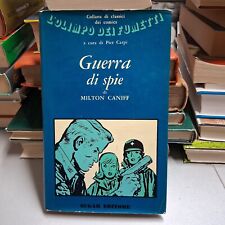 Collana di classici
dei comics
L'OLIMPO DEI FUMETTI
a cura di Pier Carpi
Guerra
di spie
di
MILTON CANIFF
SUGAR EDITORE